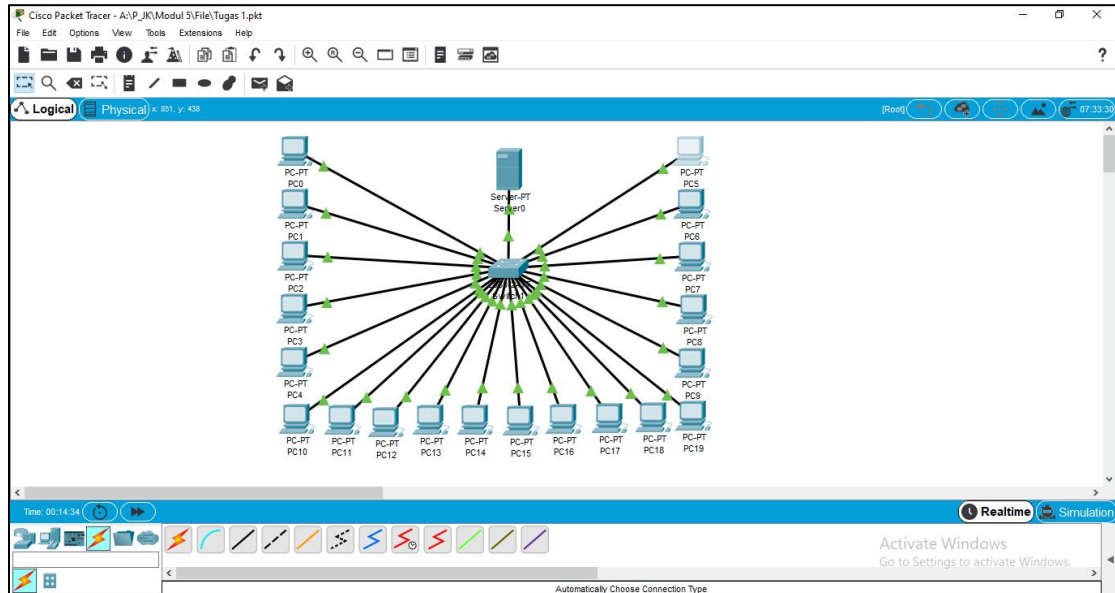 Cisco Packet Tracer - A:\P_JK\Modul 5\File\Tugas 1.pkt
File Edit Options View Tools Extensions Help
?
Logical Physical x: 851, y: 438 [Root] 07:33:30
PC-PT
PC0
PC-PT
PC1
PC-PT
PC2
PC-PT
PC3
PC-PT
PC4
Server-PT
Server0
PC-PT
PC5
PC-PT
PC6
PC-PT
PC7
PC-PT
PC8
PC-PT
PC9
PC-PT
PC10
PC-PT
PC11
PC-PT
PC12
PC-PT
PC13
PC-PT
PC14
PC-PT
PC15
PC-PT
PC16
PC-PT
PC17
PC-PT
PC18
PC-PT
PC19
Time: 00:14:34 Realtime Simulation
Activate Windows
Go to Settings to activate Windows.
Automatically Choose Connection Type